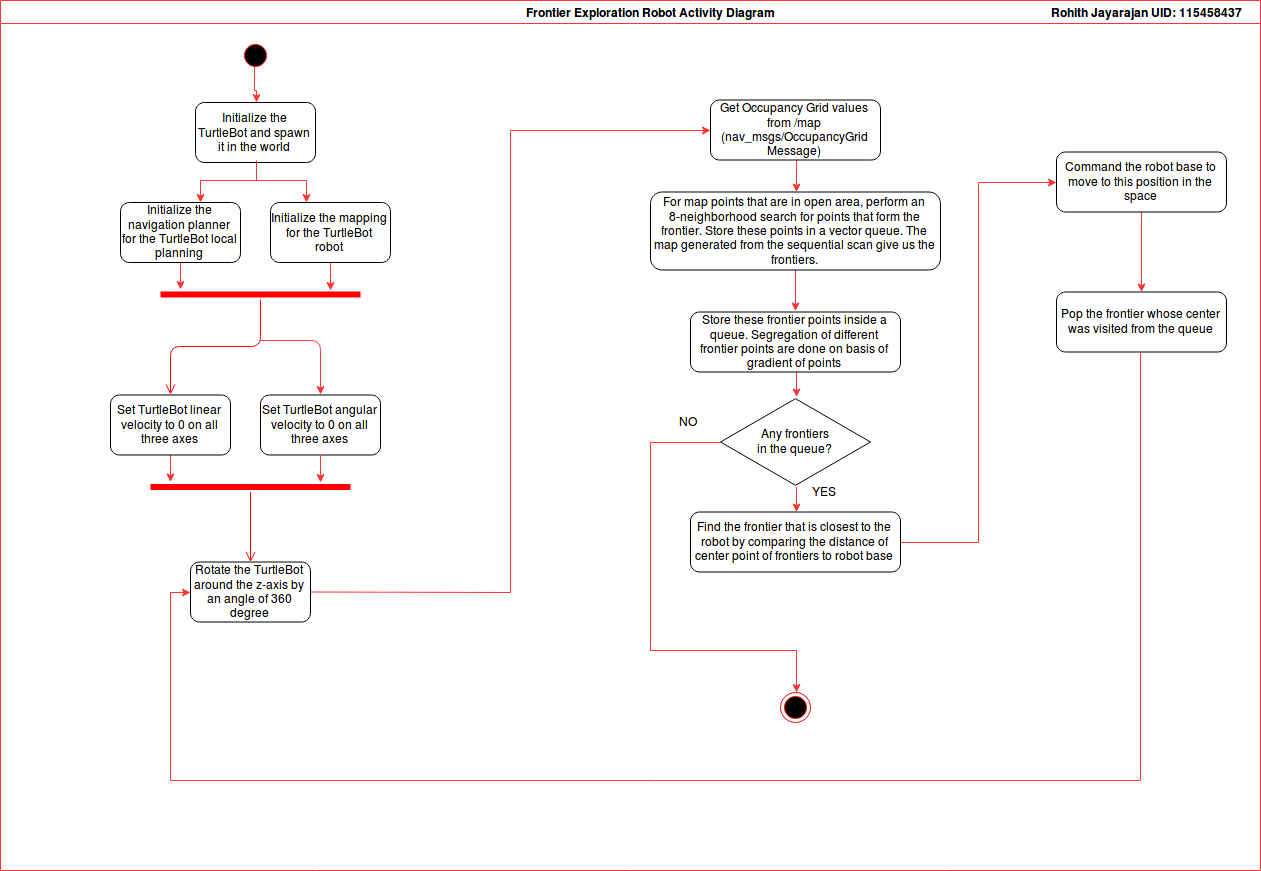 Frontier Exploration Robot Activity Diagram
Rohith Jayarajan UID: 115458437
Initialize the
TurtleBot and spawn
it in the world
Initialize the
navigation planner
for the TurtleBot local
planning
Initialize the mapping
for the TurtleBot
robot
Set TurtleBot linear
velocity to 0 on all
three axes
Set TurtleBot angular
velocity to 0 on all
three axes
Rotate the TurtleBot
around the z-axis by
an angle of 360
degree
Get Occupancy Grid values
from /map
(nav_msgs/OccupancyGrid
Message)
For map points that are in open area, perform an
8-neighborhood search for points that form the
frontier. Store these points in a vector queue. The
map generated from the sequential scan give us the
frontiers.
Store these frontier points inside a
queue. Segregation of different
frontier points are done on basis of
gradient of points
Any frontiers
in the queue?
NO
YES
Find the frontier that is closest to the
robot by comparing the distance of
center point of frontiers to robot base
Command the robot base to
move to this position in the
space
Pop the frontier whose center
was visited from the queue